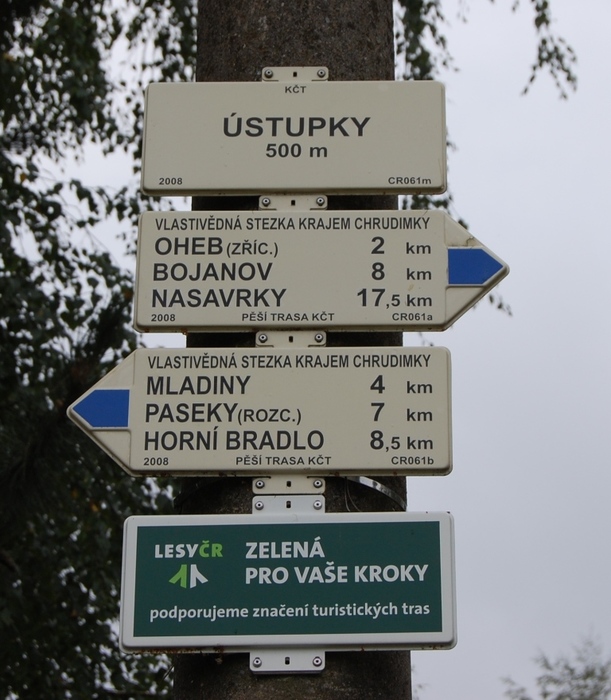 KČT
ÚSTUPKY
500 m
2008 CR061m
VLASTIVĚDNÁ STEZKA KRAJEM CHRUDIMKY
OHEB (ZŘÍC.) 2 km
BOJANOV 8 km
NASAVRKY 17,5 km
2008 PĚŠÍ TRASA KČT CR061a
VLASTIVĚDNÁ STEZKA KRAJEM CHRUDIMKY
MLADINY 4 km
PASEKY (ROZC.) 7 km
HORNÍ BRADLO 8,5 km
2008 PĚŠÍ TRASA KČT CR061b
LESYČR ZELENÁ
PRO VAŠE KROKY
podporujeme značení turistických tras